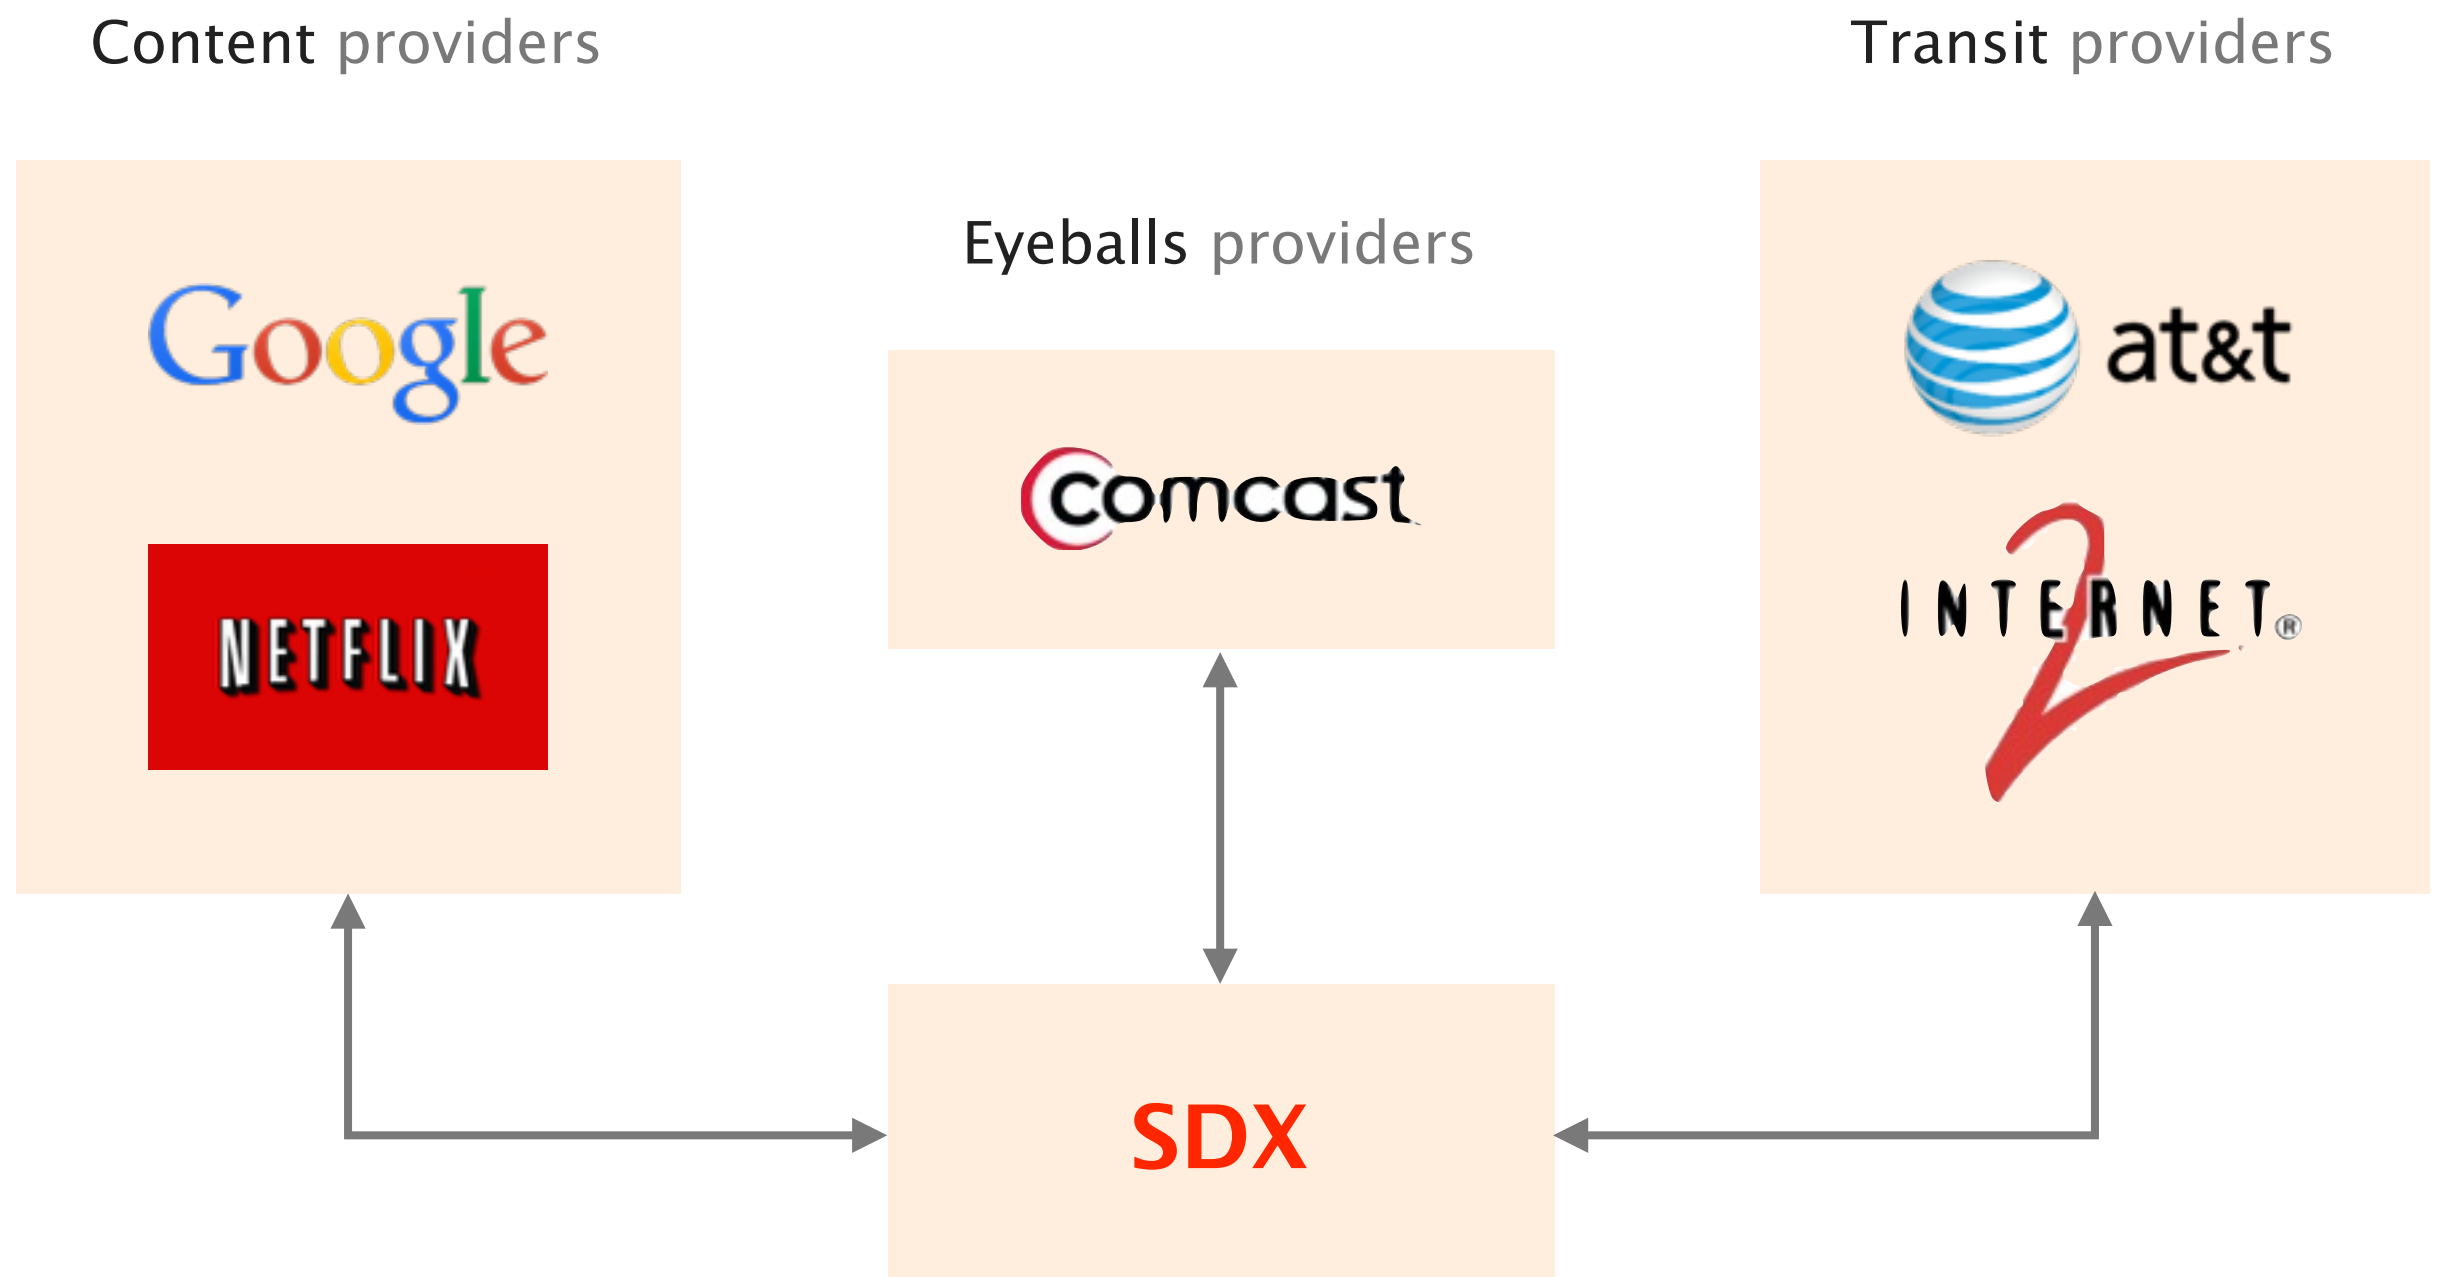 Content providers
Transit providers
Eyeballs providers
Google
at&t
comcast
NETFLIX
INTERNET®
2
SDX